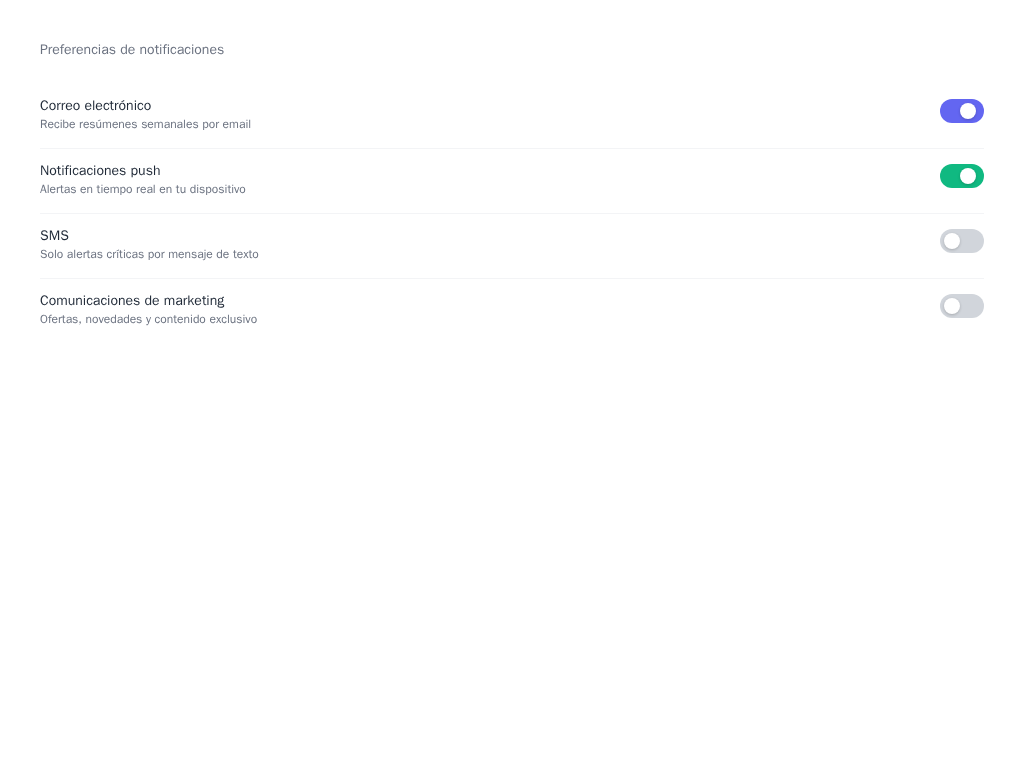 Preferencias de notificaciones
Correo electrónico
Recibe resúmenes semanales por email
Notificaciones push
Alertas en tiempo real en tu dispositivo
SMS
Solo alertas críticas por mensaje de texto
Comunicaciones de marketing
Ofertas, novedades y contenido exclusivo